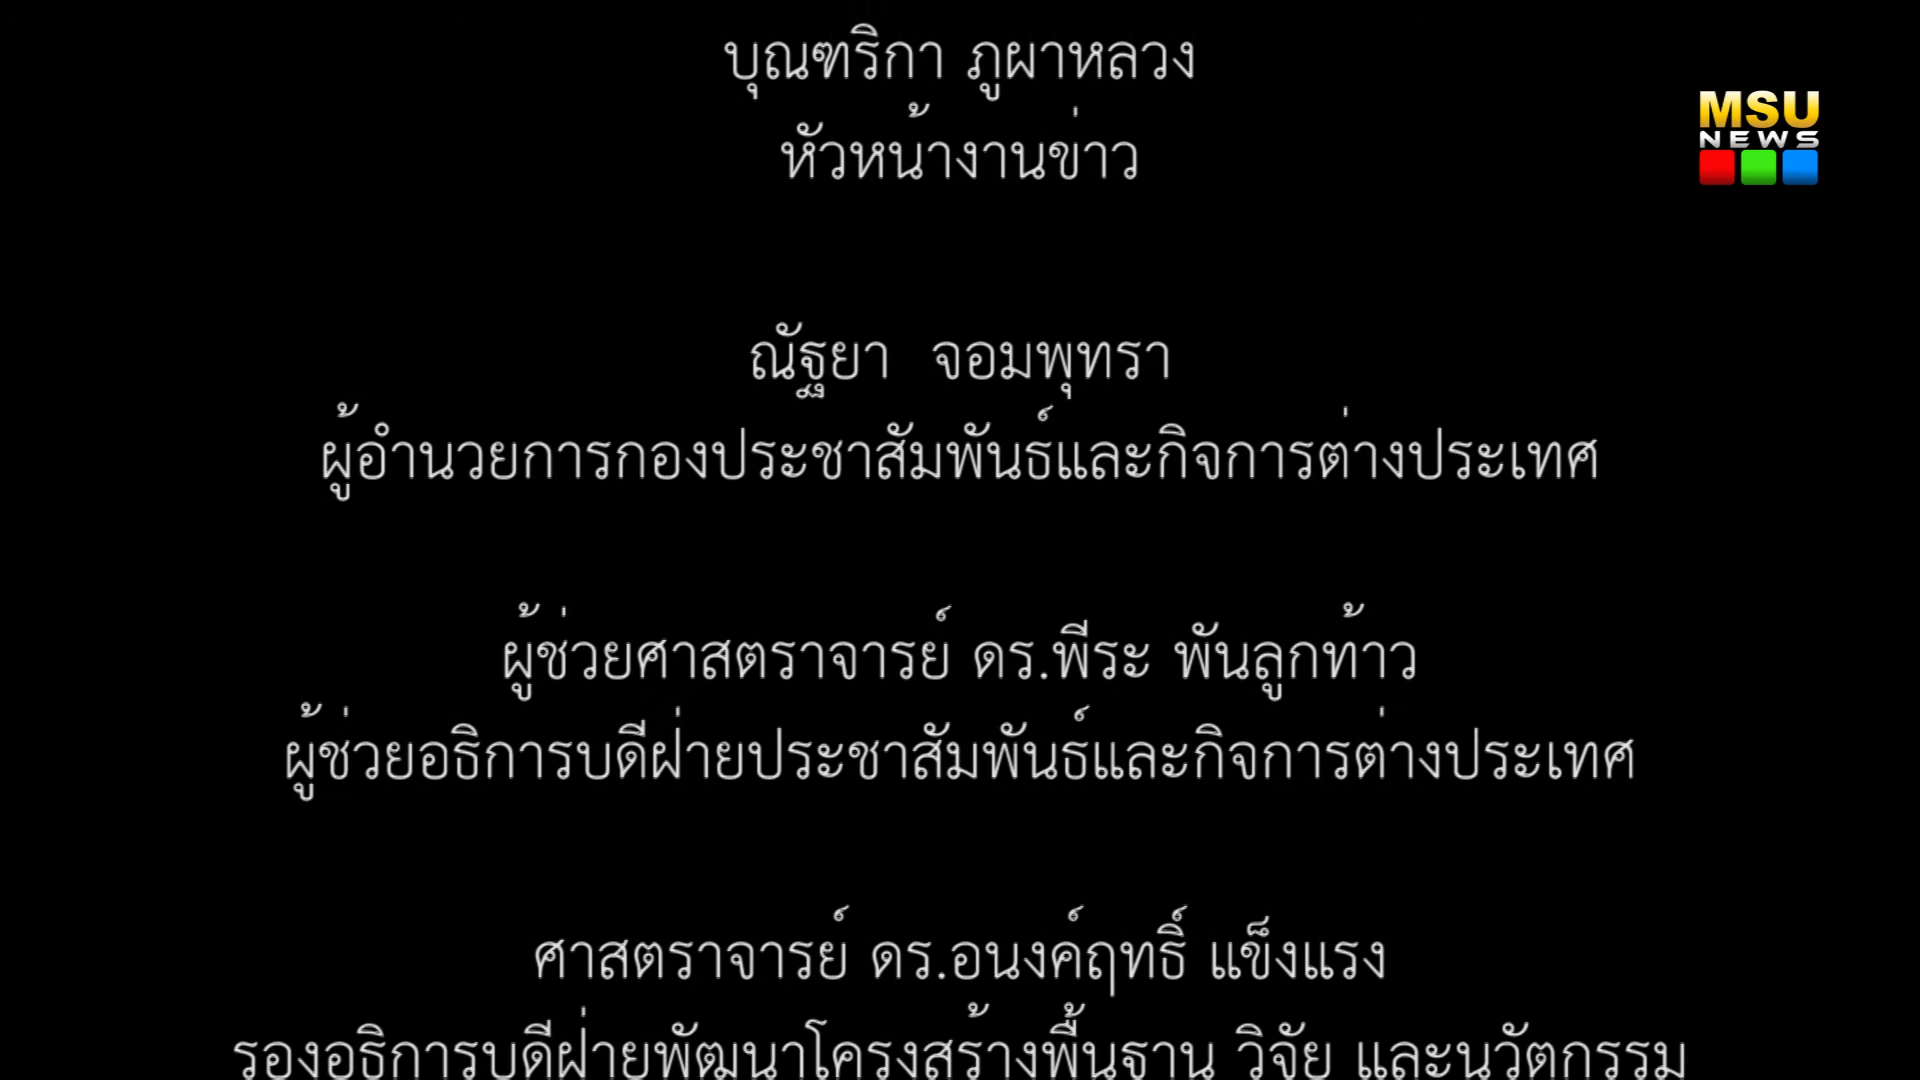 บุณฑริกา ภูผาหลวง
หัวหน้างานข่าว
MSU
NEWS
ณัฐยา จอมพุทรา
ผู้อำนวยการกองประชาสัมพันธ์และกิจการต่างประเทศ
ผู้ช่วยศาสตราจารย์ ดร.พีระ พันลูกท้าว
ผู้ช่วยอธิการบดีฝ่ายประชาสัมพันธ์และกิจการต่างประเทศ
ศาสตราจารย์ ดร.อนงค์ฤทธิ์ แข็งแรง
รองอธิการบดีฝ่ายพัฒนาโครงสร้างพื้นฐาน วิจัย และนวัตกรรม